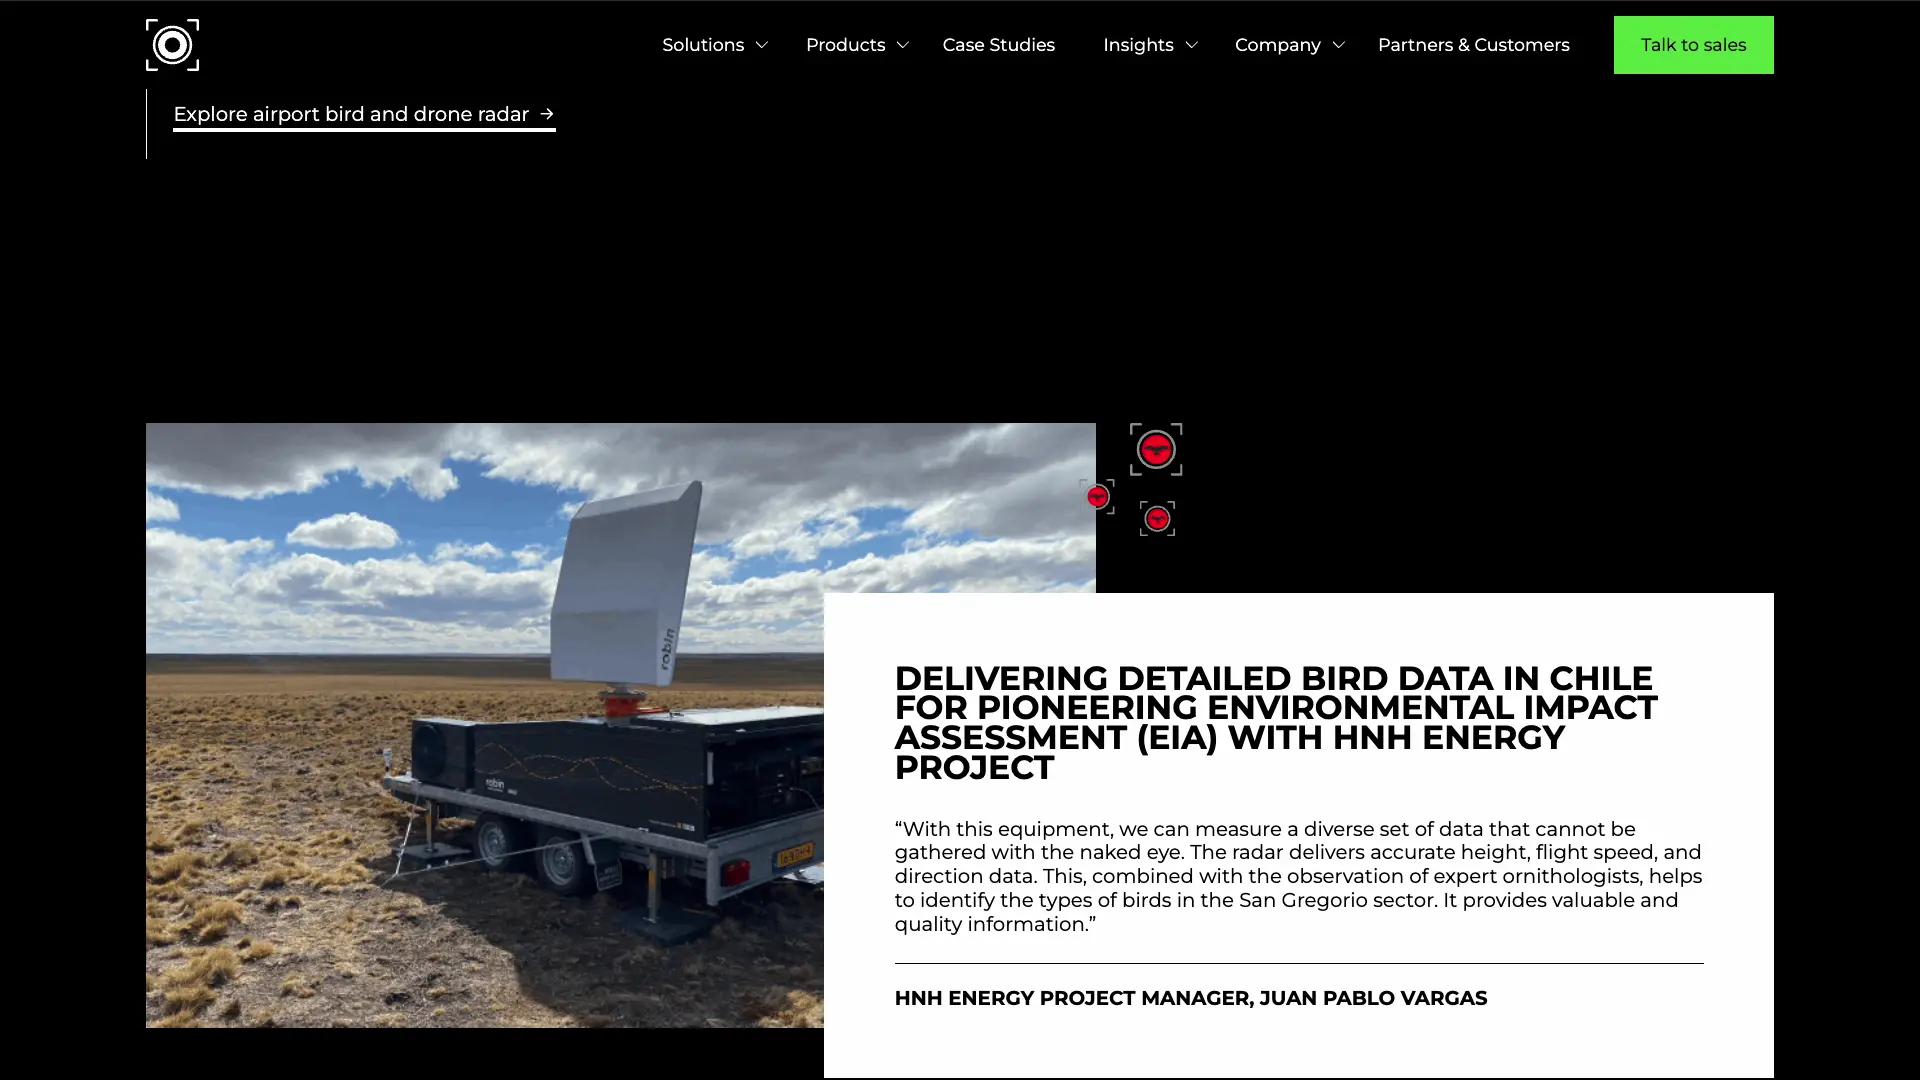 Solutions
Products
Case Studies
Insights
Company
Partners & Customers
Talk to sales
Explore airport bird and drone radar →
robin
robin
DELIVERING DETAILED BIRD DATA IN CHILE
FOR PIONEERING ENVIRONMENTAL IMPACT
ASSESSMENT (EIA) WITH HNH ENERGY
PROJECT
“With this equipment, we can measure a diverse set of data that cannot be
gathered with the naked eye. The radar delivers accurate height, flight speed, and
direction data. This, combined with the observation of expert ornithologists, helps
to identify the types of birds in the San Gregorio sector. It provides valuable and
quality information.”
HNH ENERGY PROJECT MANAGER, JUAN PABLO VARGAS